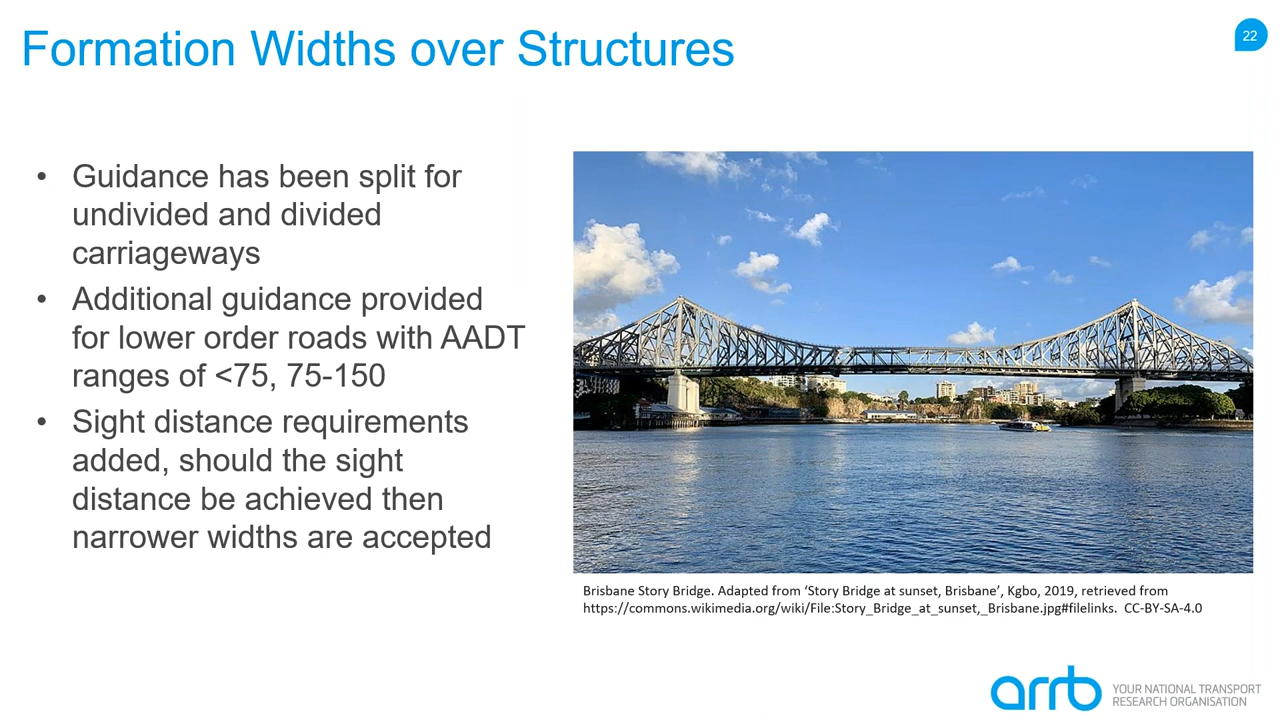 Formation Widths over Structures
22
• Guidance has been split for
undivided and divided
carriageways
• Additional guidance provided
for lower order roads with AADT
ranges of <75, 75-150
• Sight distance requirements
added, should the sight
distance be achieved then
narrower widths are accepted
Brisbane Story Bridge. Adapted from ‘Story Bridge at sunset, Brisbane’, Kgbo, 2019, retrieved from
https://commons.wikimedia.org/wiki/File:Story_Bridge_at_sunset,_Brisbane.jpg#filelinks. CC-BY-SA-4.0
arrb
YOUR NATIONAL TRANSPORT
RESEARCH ORGANISATION